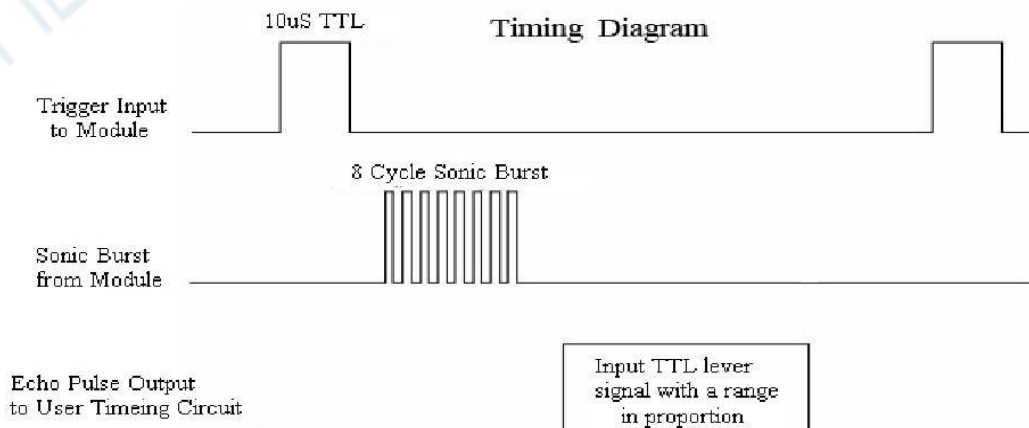 10uS TTL
Timing Diagram
Trigger Input
to Module
8 Cycle Sonic Burst
Sonic Burst
from Module
Echo Pulse Output
to User Timeing Circuit
Input TTL lever
signal with a range
in proportion